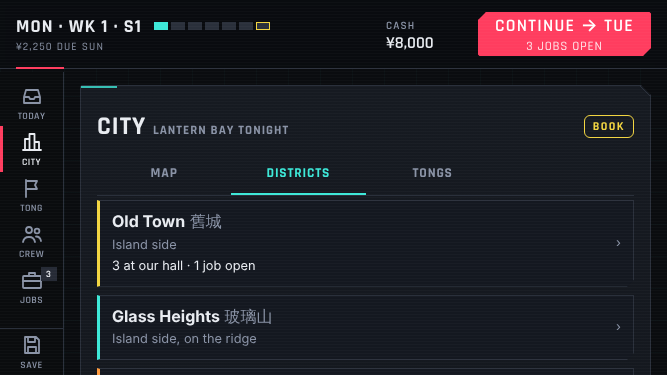 MON · WK 1 · S1
¥2,250 DUE SUN
CASH
¥8,000
CONTINUE → TUE
3 JOBS OPEN
TODAY
CITY
TONG
CREW
3
JOBS
SAVE
CITY LANTERN BAY TONIGHT
BOOK
MAP
DISTRICTS
TONGS
Old Town 舊城
Island side
3 at our hall · 1 job open
›
Glass Heights 玻璃山
Island side, on the ridge
›